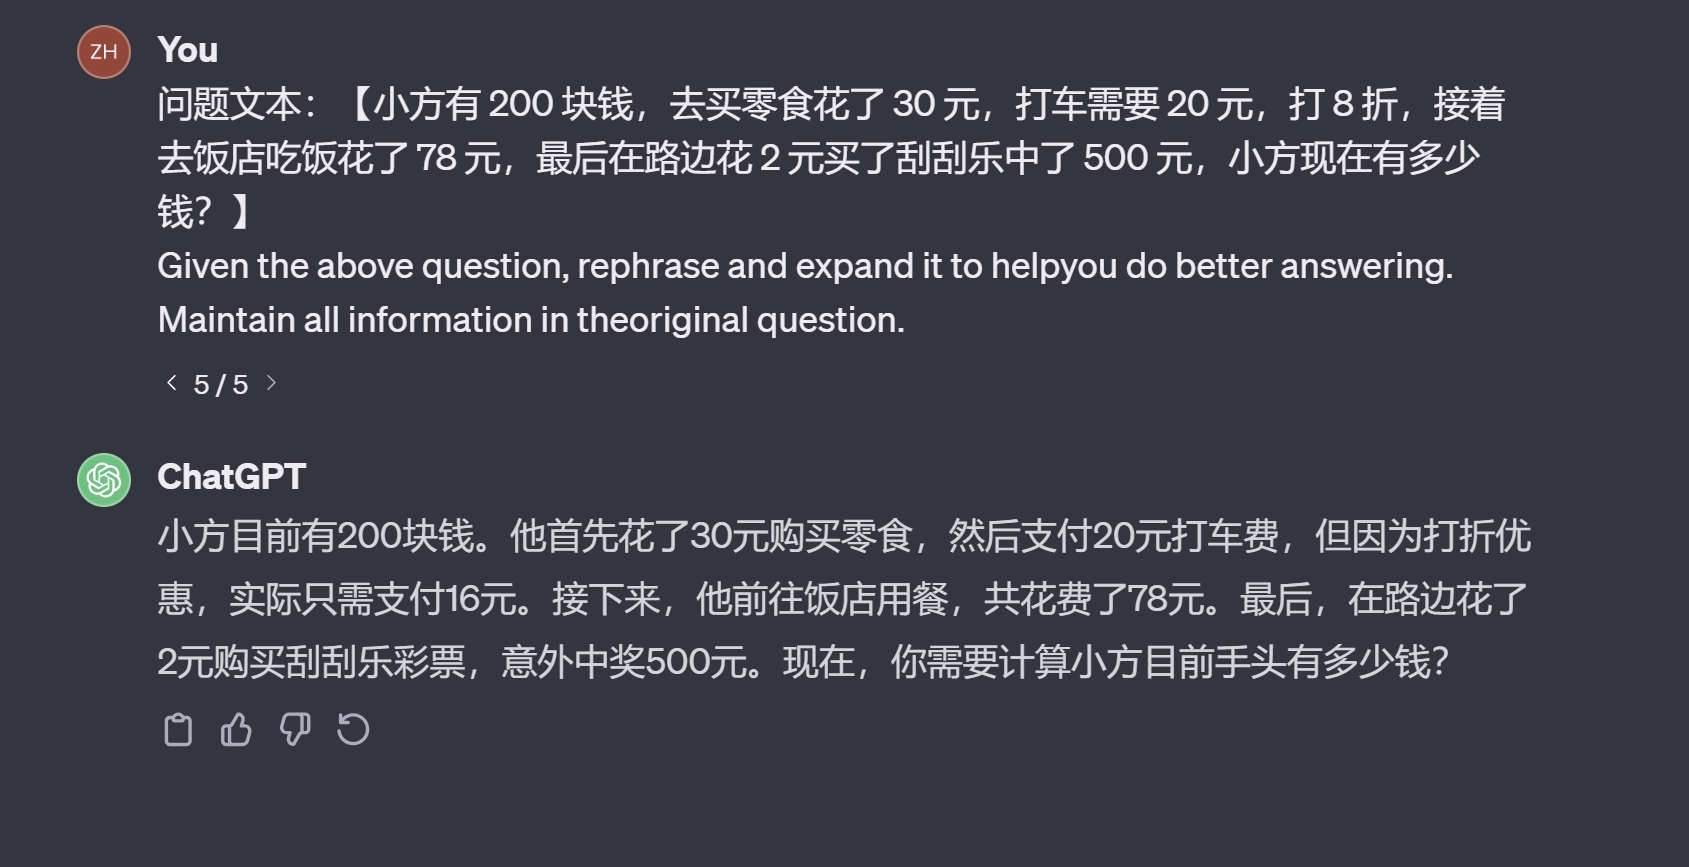 ZH
You
问题文本：【小方有 200 块钱，去买零食花了 30 元，打车需要 20 元，打 8 折，接着
去饭店吃饭花了 78 元，最后在路边花 2 元买了刮刮乐中了 500 元，小方现在有多少
钱？】
Given the above question, rephrase and expand it to helpyou do better answering.
Maintain all information in theoriginal question.
5 / 5
ChatGPT
小方目前有200块钱。他首先花了30元购买零食，然后支付20元打车费，但因为打折优
惠，实际只需支付16元。接下来，他前往饭店用餐，共花费了78元。最后，在路边花了
2元购买刮刮乐彩票，意外中奖500元。现在，你需要计算小方目前手头有多少钱？